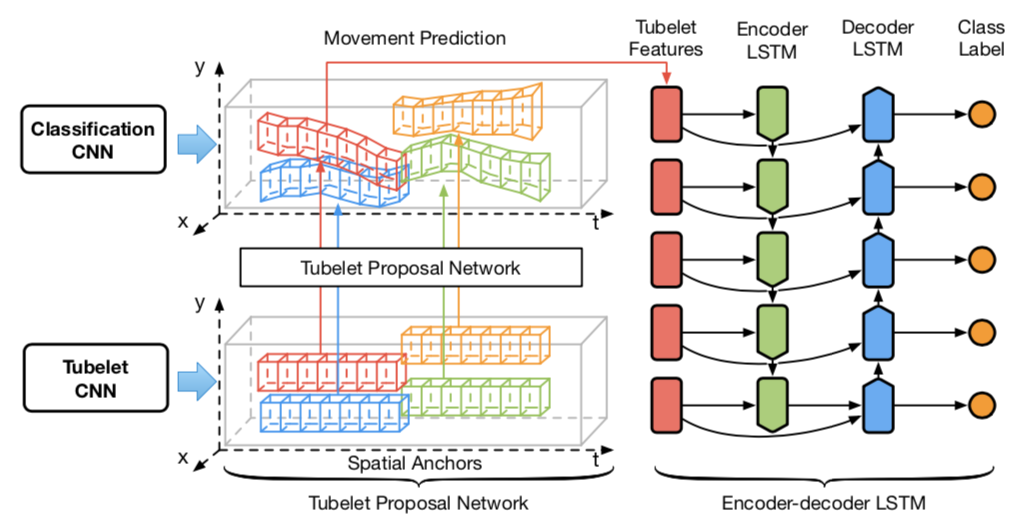 Movement Prediction
Tubelet
Features
Encoder
LSTM
Decoder
LSTM
Class
Label
y
Classification
CNN
x
t
Tubelet Proposal Network
y
Tubelet
CNN
x
t
Spatial Anchors
Tubelet Proposal Network
Encoder-decoder LSTM